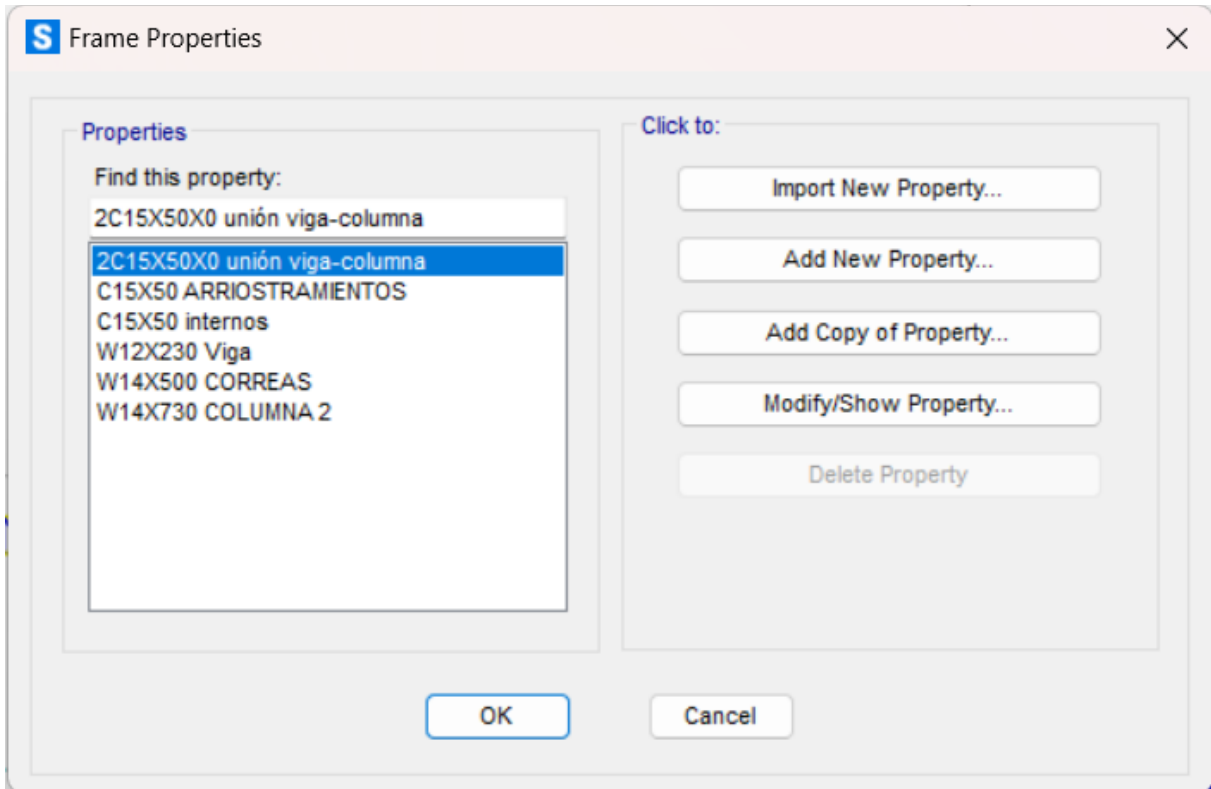 S Frame Properties
Properties
Find this property:
2C15X50X0 unión viga-columna
2C15X50X0 unión viga-columna
C15X50 ARRIOSTRAMIENTOS
C15X50 internos
W12X230 Viga
W14X500 CORREAS
W14X730 COLUMNA 2
Click to:
Import New Property...
Add New Property...
Add Copy of Property...
Modify/Show Property...
Delete Property
OK
Cancel